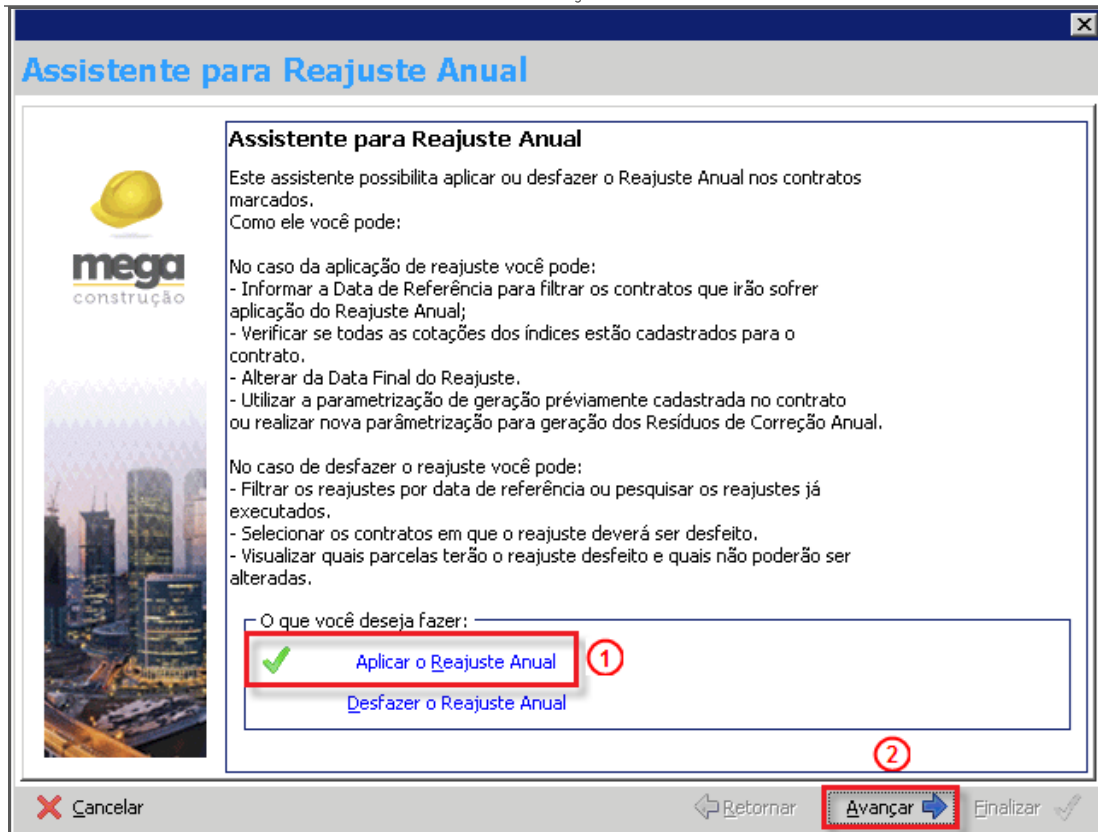 Assistente para Reajuste Anual
Assistente para Reajuste Anual
Este assistente possibilita aplicar ou desfazer o Reajuste Anual nos contratos
marcados.
Como ele você pode:
No caso da aplicação de reajuste você pode:
- Informar a Data de Referência para filtrar os contratos que irão sofrer
aplicação do Reajuste Anual;
- Verificar se todas as cotações dos índices estão cadastrados para o
contrato.
- Alterar da Data Final do Reajuste.
- Utilizar a parametrização de geração préviamente cadastrada no contrato
ou realizar nova parâmetrização para geração dos Resíduos de Correção Anual.
No caso de desfazer o reajuste você pode:
- Filtrar os reajustes por data de referência ou pesquisar os reajustes já
executados.
- Selecionar os contratos em que o reajuste deverá ser desfeito.
- Visualizar quais parcelas terão o reajuste desfeito e quais não poderão ser
alteradas.
mega
construção
O que você deseja fazer:
Aplicar o Reajuste Anual
1
Desfazer o Reajuste Anual
2
Cancelar
Retornar
Avançar
Finalizar